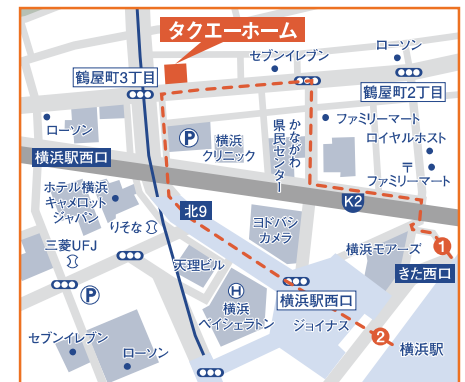 タクエーホーム
セブンイレブン
ローソン
鶴屋町3丁目
鶴屋町2丁目
ローソン
P
横浜
クリニック
かながわ
県民センター
ファミリーマート
ロイヤルホスト
〒
ファミリーマート
横浜駅西口
K2
ホテル横浜
キャメロット
ジャパン
北9
ヨドバシ
カメラ
1
りそな
横浜モアーズ
三菱UFJ
天理ビル
きた西口
P
H
横浜
ベイシェラトン
横浜駅西口
ジョイナス
2
横浜駅
セブンイレブン
ローソン